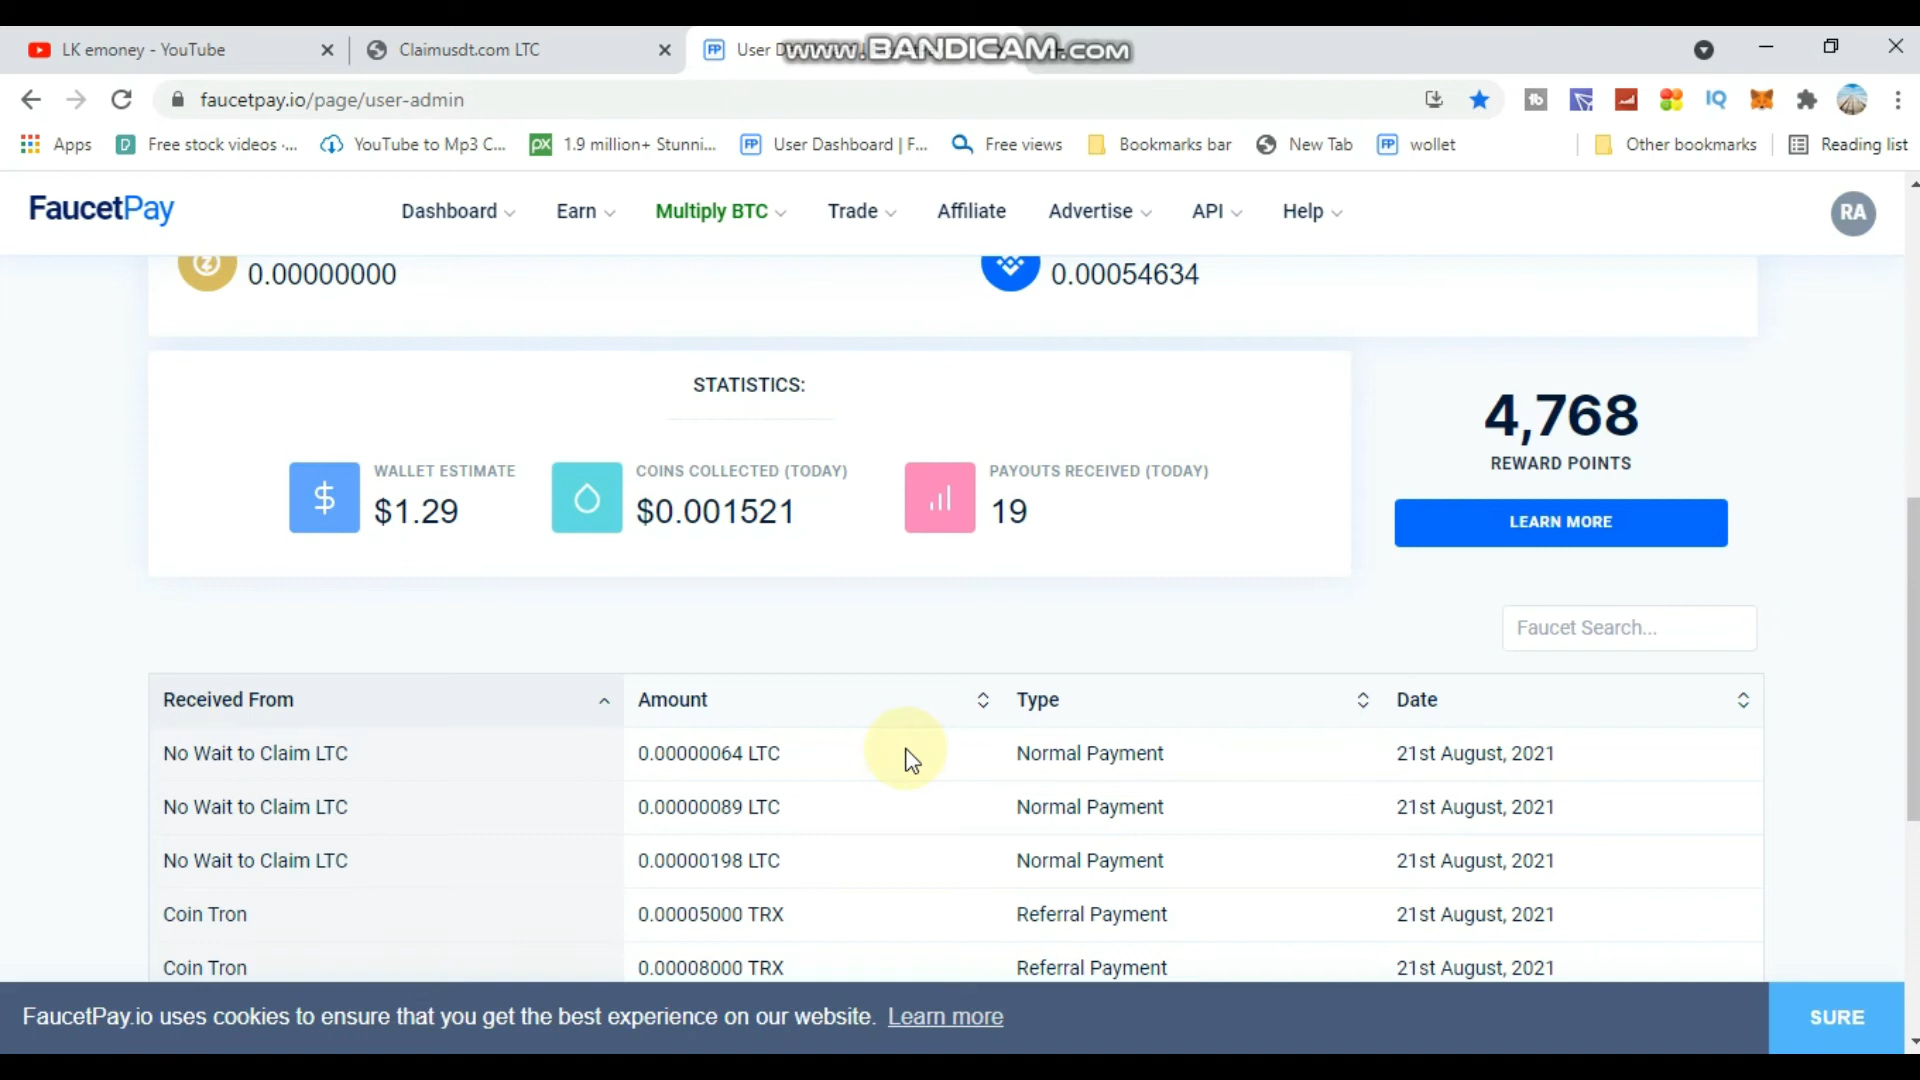 LK emoney - YouTube
Claimusdt.com LTC
User D
www.BANDICAM.com
faucetpay.io/page/user-admin
Apps
Free stock videos -...
YouTube to Mp3 C...
1.9 million+ Stunni...
User Dashboard | F...
Free views
Bookmarks bar
New Tab
wollet
Other bookmarks
Reading list
FaucetPay
Dashboard
Earn
Multiply BTC
Trade
Affiliate
Advertise
API
Help
RA
0.00000000
0.00054634
STATISTICS:
WALLET ESTIMATE
$1.29
COINS COLLECTED (TODAY)
$0.001521
PAYOUTS RECEIVED (TODAY)
19
4,768
REWARD POINTS
LEARN MORE
Faucet Search...
Received From Amount Type Date
No Wait to Claim LTC 0.00000064 LTC Normal Payment 21st August, 2021
No Wait to Claim LTC 0.00000089 LTC Normal Payment 21st August, 2021
No Wait to Claim LTC 0.00000198 LTC Normal Payment 21st August, 2021
Coin Tron 0.00005000 TRX Referral Payment 21st August, 2021
Coin Tron 0.00008000 TRX Referral Payment 21st August, 2021
FaucetPay.io uses cookies to ensure that you get the best experience on our website. Learn more
SURE